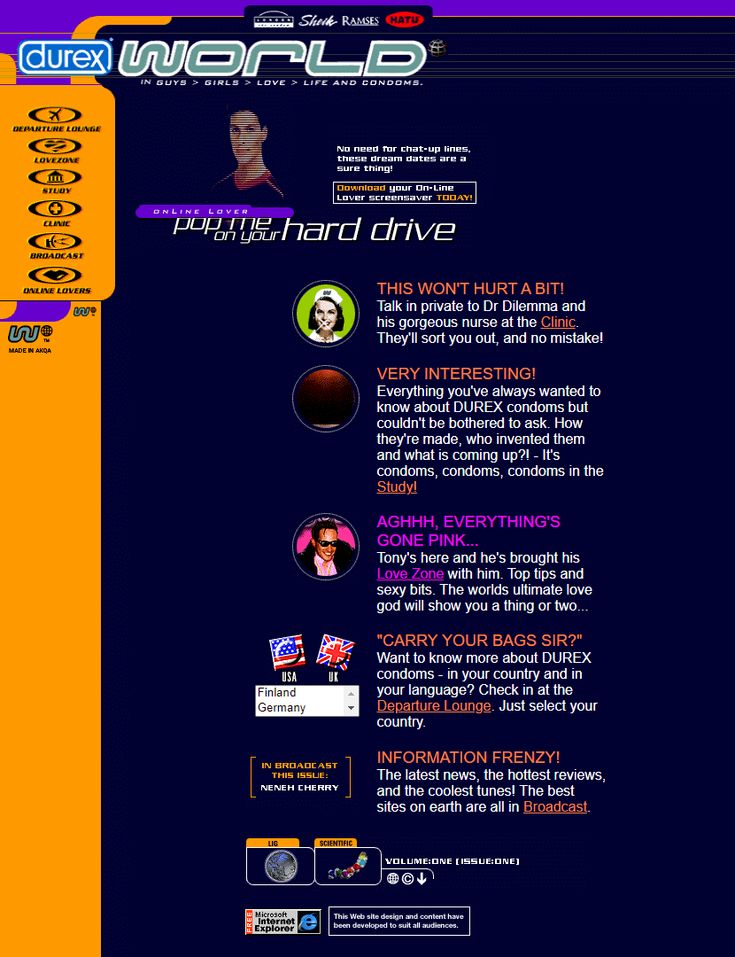 LONDON
Sheik RAMSES HATU
durex WORLD
IN GUYS > GIRLS > LOVE > LIFE AND CONDOMS.
DEPARTURE LOUNGE
LOVEZONE
STUDY
CLINIC
BROADCAST
ONLINE LOVERS
TM
MADE IN AKQA
No need for chat-up lines,
these dream dates are a
sure thing!
Download your On-Line
Lover screensaver TODAY!
ONLINE LOVER
pop me
on your hard drive
THIS WON'T HURT A BIT!
Talk in private to Dr Dilemma and
his gorgeous nurse at the Clinic.
They'll sort you out, and no mistake!
VERY INTERESTING!
Everything you've always wanted to
know about DUREX condoms but
couldn't be bothered to ask. How
they're made, who invented them
and what is coming up?! - It's
condoms, condoms, condoms in the
Study!
AGHHH, EVERYTHING'S
GONE PINK...
Tony's here and he's brought his
Love Zone with him. Top tips and
sexy bits. The worlds ultimate love
god will show you a thing or two...
USA UK
Finland
Germany
"CARRY YOUR BAGS SIR?"
Want to know more about DUREX
condoms - in your country and in
your language? Check in at the
Departure Lounge. Just select your
country.
IN BROADCAST
THIS ISSUE:
NENEH CHERRY
INFORMATION FRENZY!
The latest news, the hottest reviews,
and the coolest tunes! The best
sites on earth are all in Broadcast.
LIG SCIENTIFIC
VOLUME:ONE [ISSUE:ONE]
FREE Microsoft
Internet
Explorer
This Web site design and content have
been developed to suit all audiences.